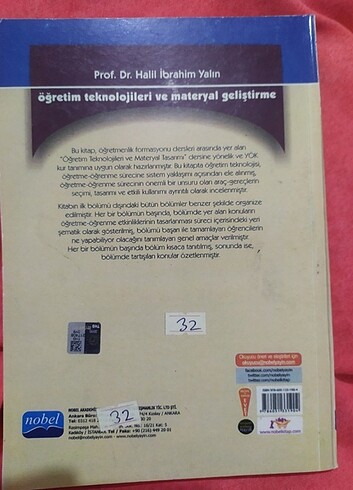 Prof. Dr. Halil İbrahim Yalın
öğretim teknolojileri ve materyal geliştirme
Bu kitap, öğretmenlik formasyonu dersleri arasında yer alan
"Öğretim Teknolojileri ve Materyal Tasarımı" dersine yönelik ve YÖK
kur tanımına uygun olarak hazırlanmıştır. Bu kitapta öğretim teknolojisi,
öğretme-öğrenme sürecine sistem yaklaşımı açısından ele alınmış,
öğretme-öğrenme sürecinin önemli bir unsuru olan araç-gereçlerin
seçimi, tasarımı ve etkili kullanımı ayrıntılı olarak incelenmiştir.
Kitabın ilk bölümü dışındaki bütün bölümler benzer şekilde organize
edilmiştir. Her bir bölümün başında, bölümde yer alan konuların
öğretme-öğrenme etkinliklerinin tasarlanması süreci içerisindeki yeri
şematik olarak gösterilmiş, bölümü başarı ile tamamlayan öğrencilerin
ne yapabiliyor olacağını tanımlayan genel amaçlar verilmiştir.
Her bir bölümün başında bölüm kısaca tanıtılmış, sonunda ise,
bölümde tartışılan konular özetlenmiştir.
32
32
nobel
www.nobelyayin.com
facebook.com/nobelyayin
twitter.com/nobelyayin
twitter.com/nobelkitap
nobelkitap.com